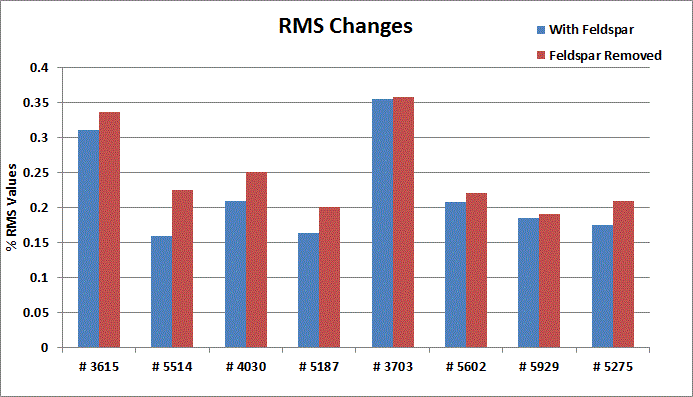 RMS Changes
With Feldspar
Feldspar Removed
% RMS Values
0.4
0.35
0.3
0.25
0.2
0.15
0.1
0.05
0
# 3615 # 5514 # 4030 # 5187 # 3703 # 5602 # 5929 # 5275